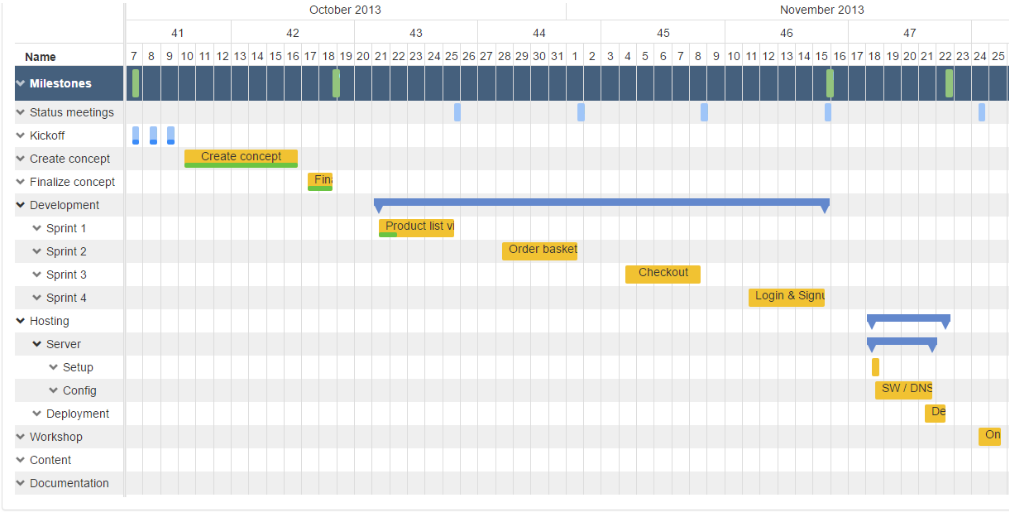 October 2013 November 2013
41 42 43 44 45 46 47
Name 7 8 9 10 11 12 13 14 15 16 17 18 19 20 21 22 23 24 25 26 27 28 29 30 31 1 2 3 4 5 6 7 8 9 10 11 12 13 14 15 16 17 18 19 20 21 22 23 24 25
Milestones
Status meetings
Kickoff
Create concept Create concept
Finalize concept Fina
Development
Sprint 1 Product list vi
Sprint 2 Order basket
Sprint 3 Checkout
Sprint 4 Login & Signu
Hosting
Server
Setup
Config SW / DNS
Deployment De
Workshop On
Content
Documentation